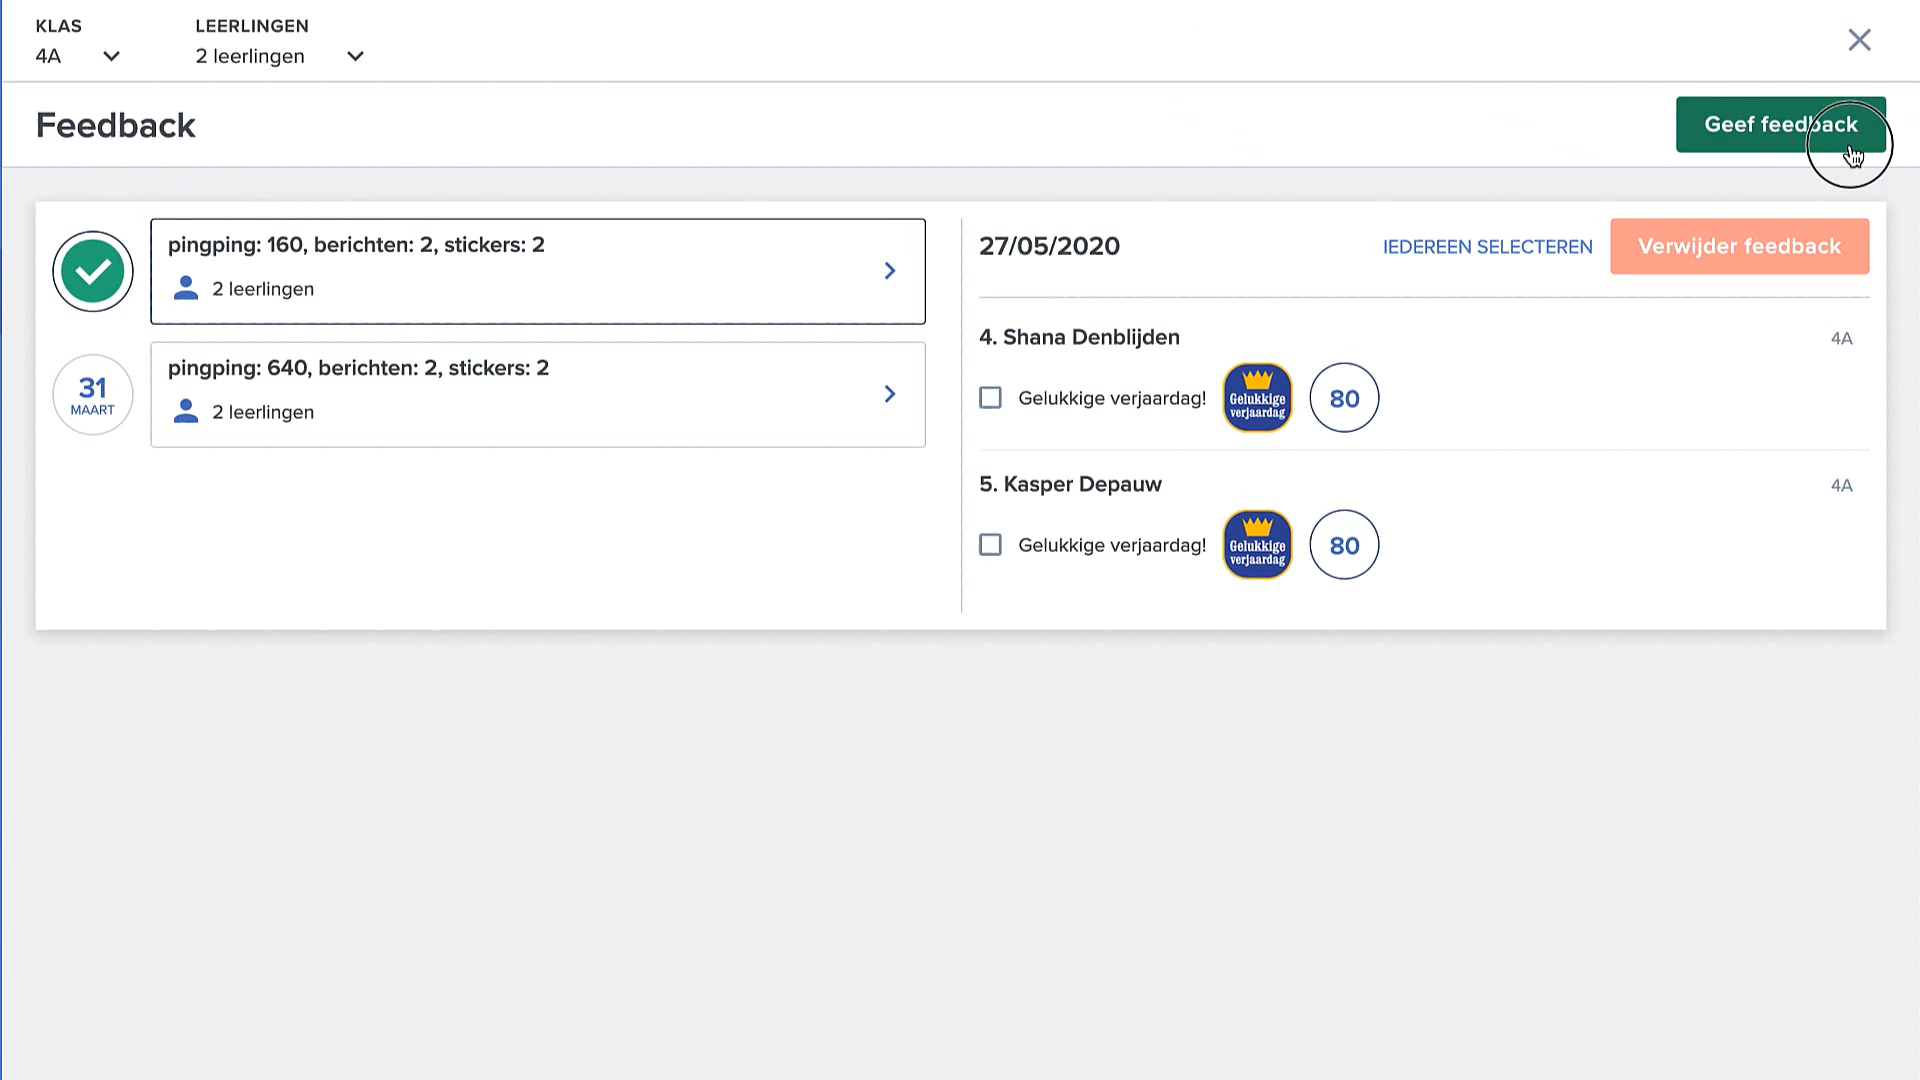 KLAS
4A
LEERLINGEN
2 leerlingen
Feedback
Geef feedback
pingping: 160, berichten: 2, stickers: 2
2 leerlingen
31
MAART
pingping: 640, berichten: 2, stickers: 2
2 leerlingen
27/05/2020
IEDEREEN SELECTEREN
Verwijder feedback
4. Shana Denblijden
4A
Gelukkige verjaardag!
Gelukkige
verjaardag
80
5. Kasper Depauw
4A
Gelukkige verjaardag!
Gelukkige
verjaardag
80